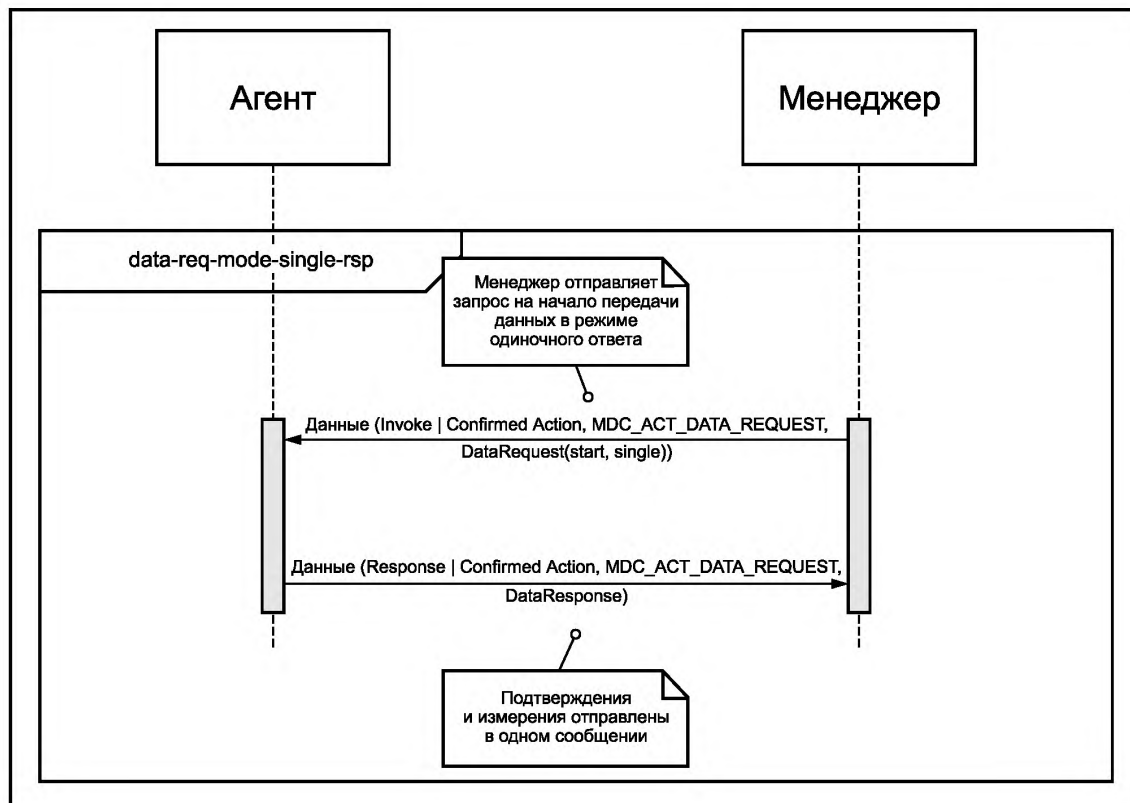 Агент
Менеджер
data-req-mode-single-rsp
Менеджер отправляет
запрос на начало передачи
данных в режиме
одиночного ответа
Данные (Invoke | Confirmed Action, MDC_ACT_DATA_REQUEST,
DataRequest(start, single))
Данные (Response | Confirmed Action, MDC_ACT_DATA_REQUEST,
DataResponse)
Подтверждения
и измерения отправлены
в одном сообщении